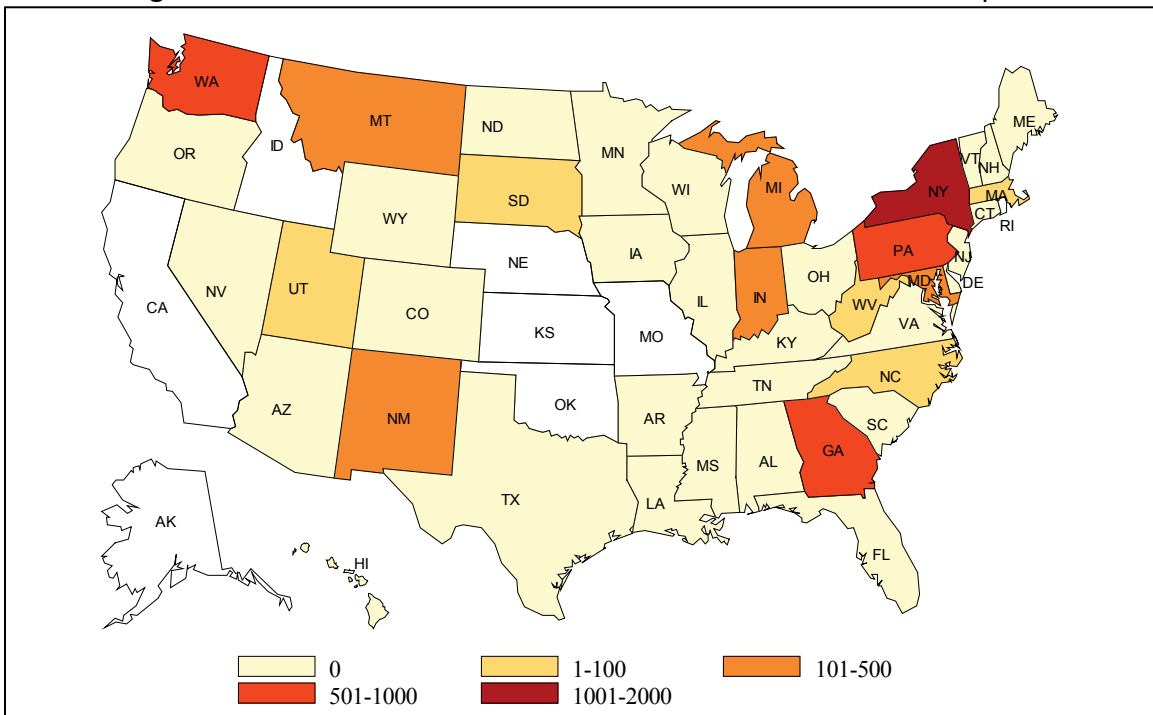 WA
MT
ND
ME
OR
ID
MN
VT
NH
SD
WI
MI
NY
MA
WY
CT
RI
NE
IA
PA
NJ
NV
UT
CO
IL
IN
OH
MD
DE
CA
KS
MO
WV
VA
KY
AZ
NM
OK
AR
TN
NC
SC
MS
AL
GA
TX
LA
AK
HI
FL
0
1-100
101-500
501-1000
1001-2000